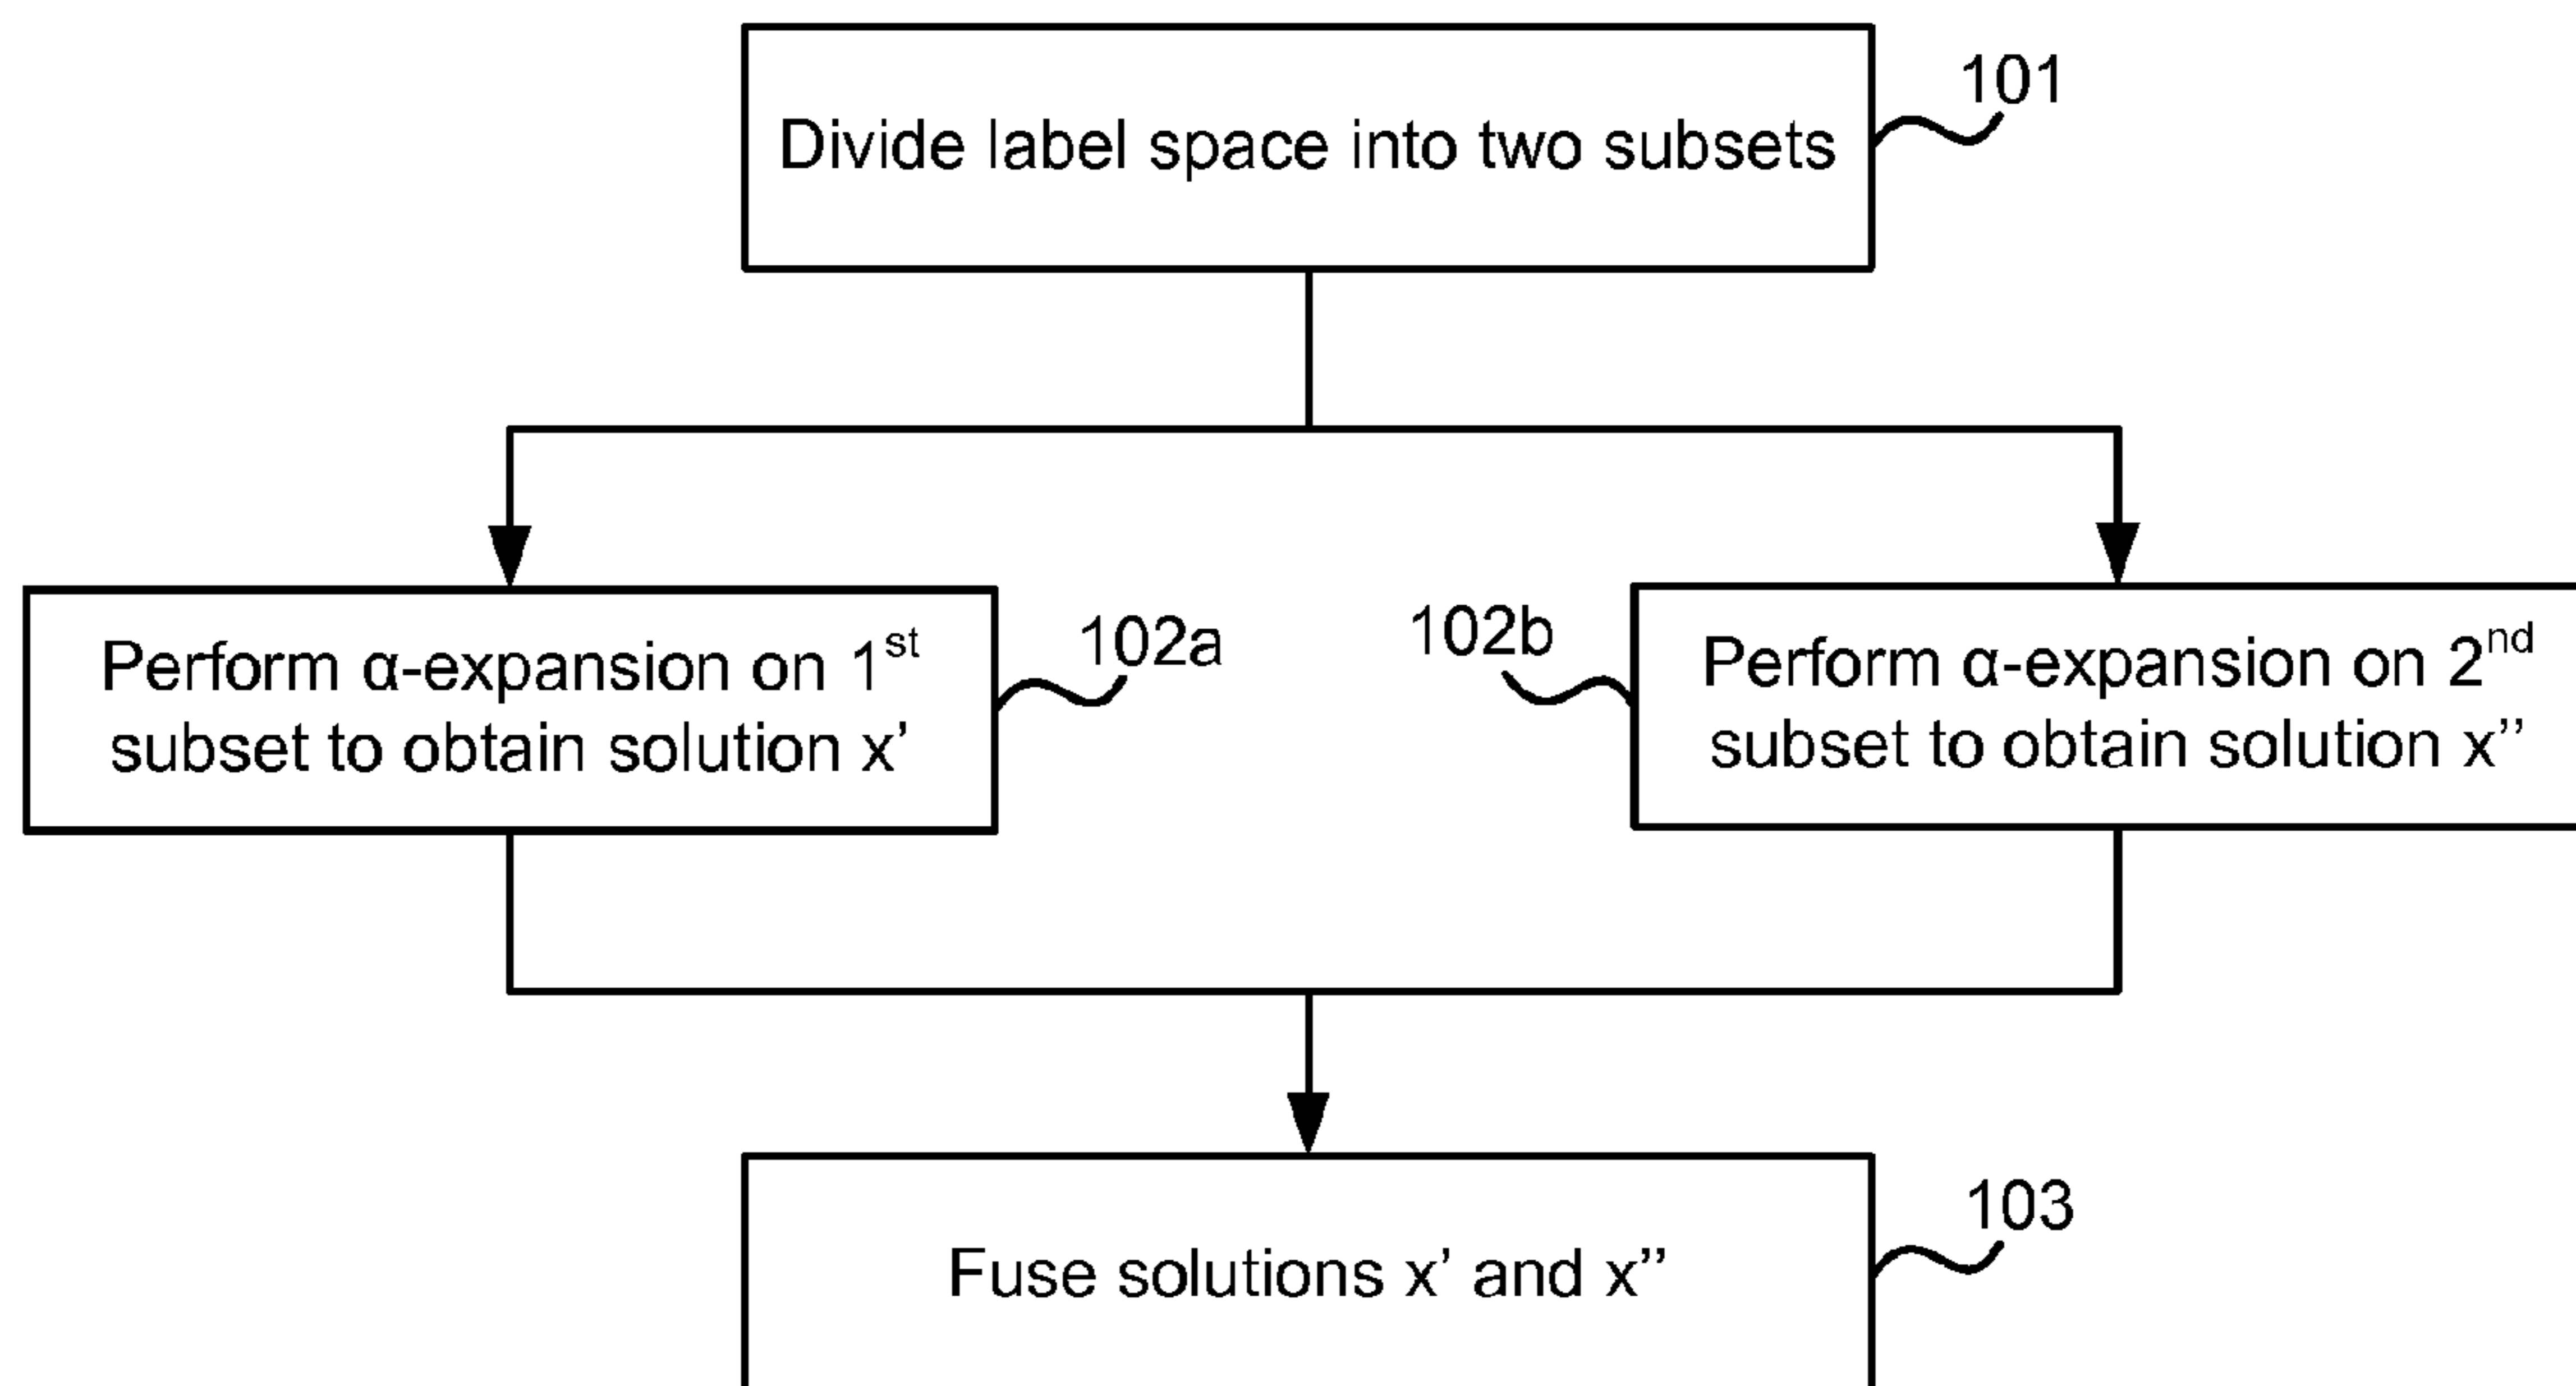 Divide label space into two subsets
101
Perform α-expansion on 1st
subset to obtain solution x’
102a
102b
Perform α-expansion on 2nd
subset to obtain solution x’’
Fuse solutions x’ and x’’
103